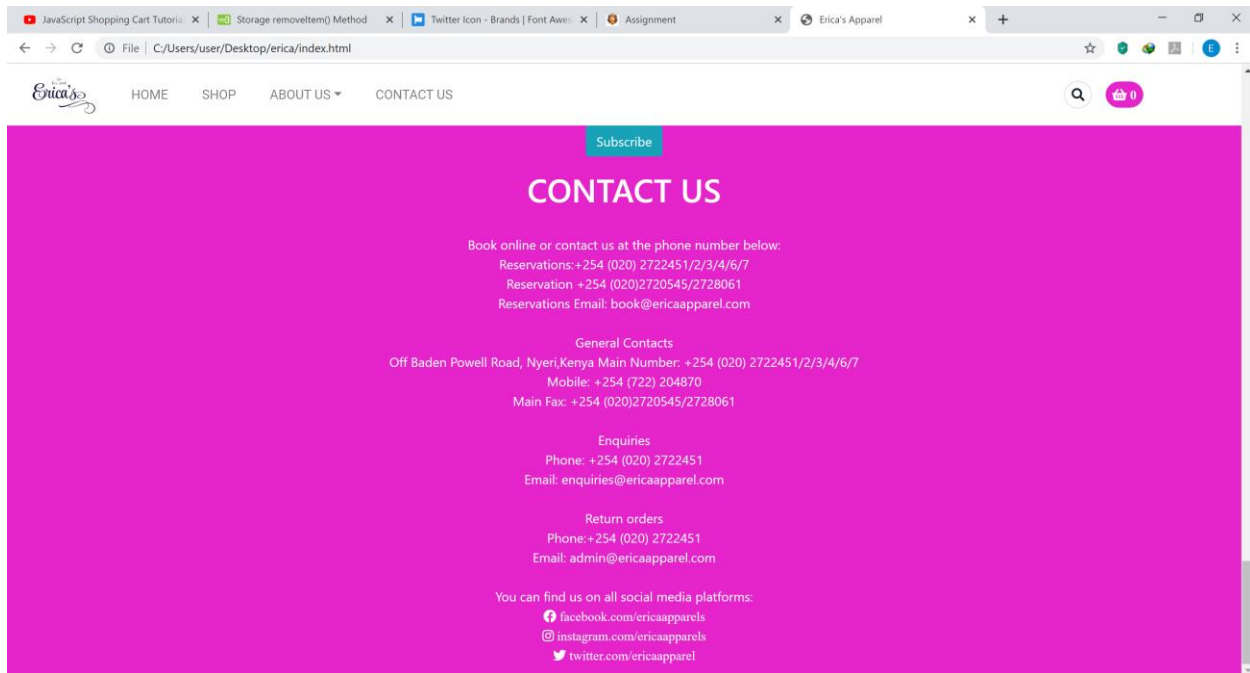 JavaScript Shopping Cart Tutoria
Storage removeItem() Method
Twitter Icon - Brands | Font Awes
Assignment
Erica's Apparel
File | C:/Users/user/Desktop/erica/index.html
E
Erica's
HOME
SHOP
ABOUT US
CONTACT US
0
Subscribe
CONTACT US
Book online or contact us at the phone number below:
Reservations:+254 (020) 2722451/2/3/4/6/7
Reservation +254 (020)2720545/2728061
Reservations Email: book@ericaapparel.com
General Contacts
Off Baden Powell Road, Nyeri,Kenya Main Number: +254 (020) 2722451/2/3/4/6/7
Mobile: +254 (722) 204870
Main Fax: +254 (020)2720545/2728061
Enquiries
Phone: +254 (020) 2722451
Email: enquiries@ericaapparel.com
Return orders
Phone:+254 (020) 2722451
Email: admin@ericaapparel.com
You can find us on all social media platforms:
facebook.com/ericaapparels
instagram.com/ericaapparels
twitter.com/ericaapparel